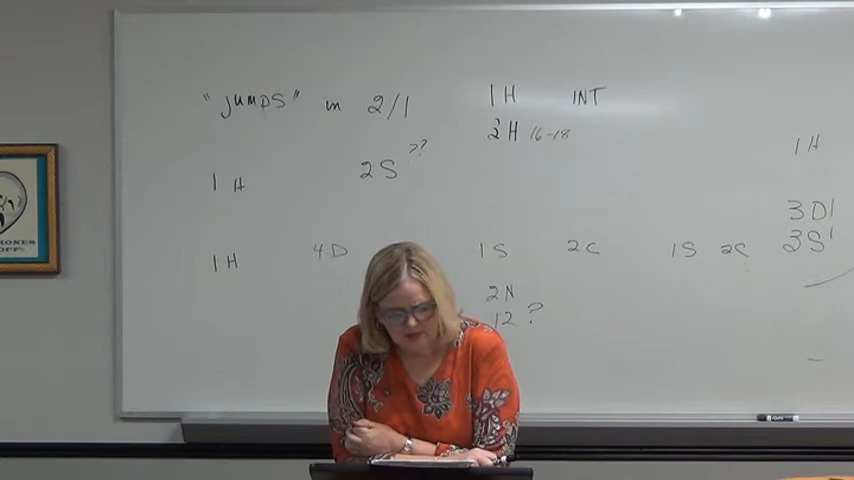 "jumps" in 2/1
1H 1NT
2H 16-18
1H 2S ??
1H 4D
1S 2C
2N
12 ?
1S 2C
1H
3D!
3S!